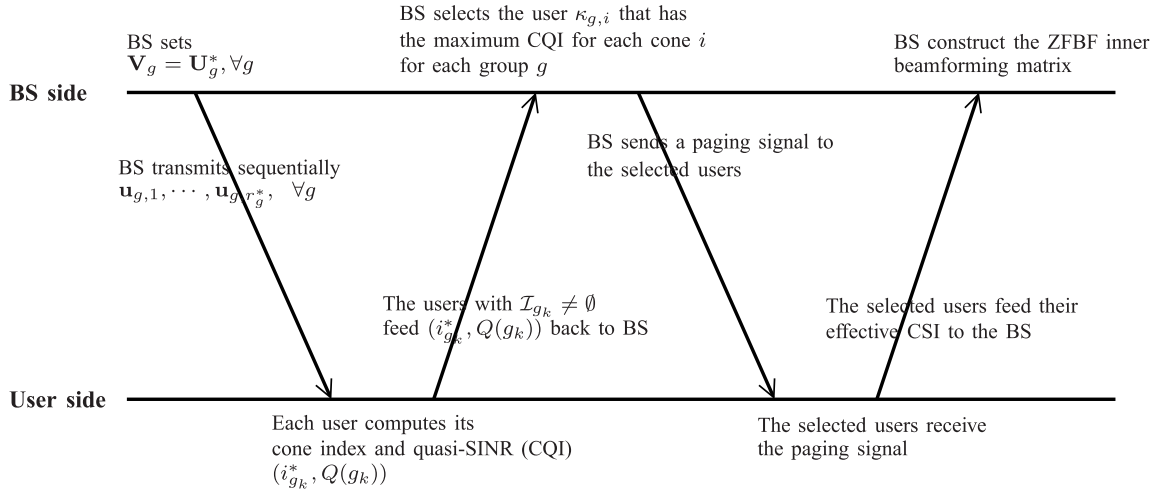 BS sets
V_g = U_g^*, ∀g
BS selects the user κ_{g,i} that has
the maximum CQI for each cone i
for each group g
BS construct the ZFBF inner
beamforming matrix
BS side
BS transmits sequentially
u_{g,1}, ⋯ , u_{g,r_g^*}, ∀g
BS sends a paging signal to
the selected users
The users with 𝓘_{g_k} ≠ ∅
feed (i^*_{g_k}, Q(g_k)) back to BS
The selected users feed their
effective CSI to the BS
User side
Each user computes its
cone index and quasi-SINR (CQI)
(i^*_{g_k}, Q(g_k))
The selected users receive
the paging signal